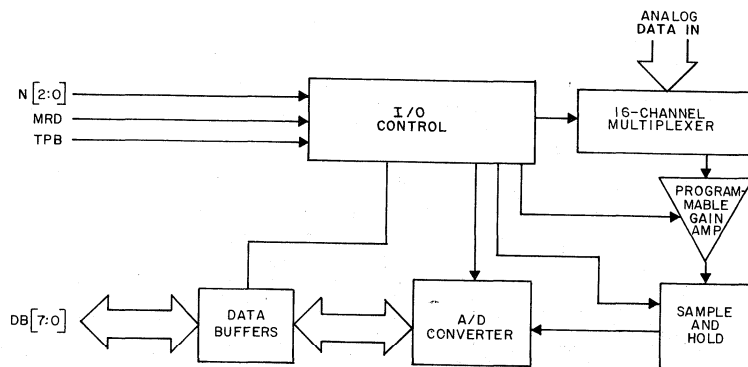 ANALOG
DATA IN
N [2:0]
MRD
TPB
I/O
CONTROL
16-CHANNEL
MULTIPLEXER
PROGRAM-
MABLE
GAIN
AMP
DB [7:0]
DATA
BUFFERS
A/D
CONVERTER
SAMPLE
AND
HOLD